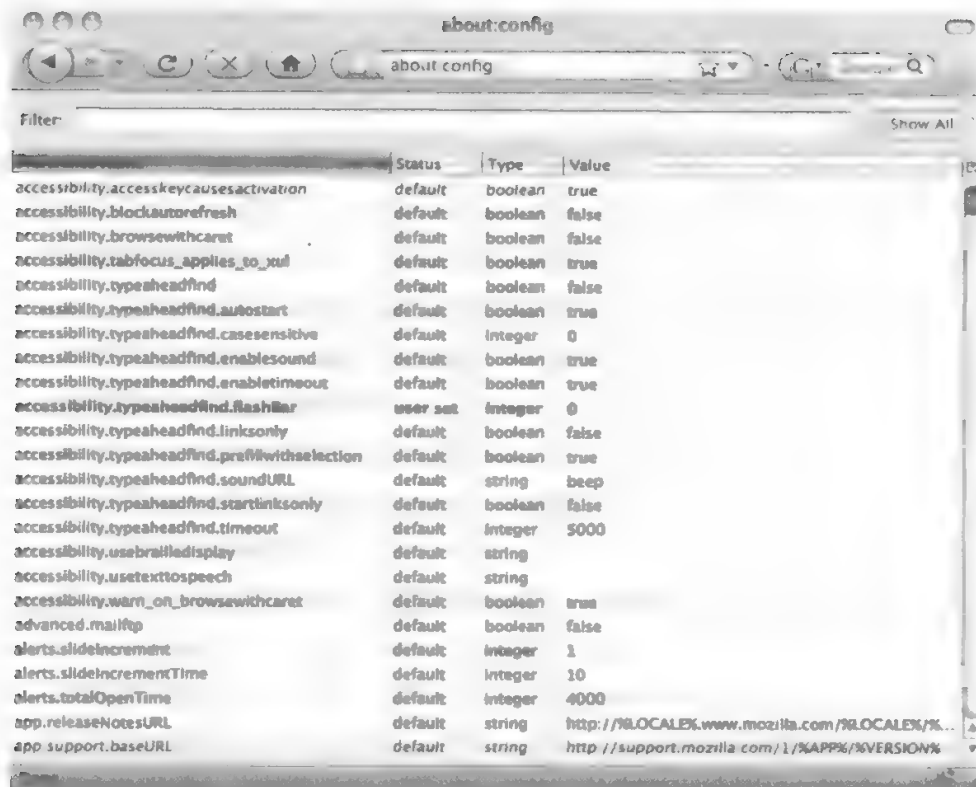 about:config
about:config
Filter:
Show All
Status Type Value
accessibility.accesskeycausesactivation default boolean true
accessibility.blockautorefresh default boolean false
accessibility.browsewithcaret default boolean false
accessibility.tabfocus_applies_to_xul default boolean true
accessibility.typeaheadfind default boolean false
accessibility.typeaheadfind.autostart default boolean true
accessibility.typeaheadfind.casesensitive default integer 0
accessibility.typeaheadfind.enablesound default boolean true
accessibility.typeaheadfind.enabletimeout default boolean true
accessibility.typeaheadfind.flashBar user set integer 0
accessibility.typeaheadfind.linksonly default boolean false
accessibility.typeaheadfind.prefillwithselection default boolean true
accessibility.typeaheadfind.soundURL default string beep
accessibility.typeaheadfind.startlinksonly default boolean false
accessibility.typeaheadfind.timeout default integer 5000
accessibility.usebrailledisplay default string
accessibility.usetexttospeech default string
accessibility.warn_on_browsewithcaret default boolean true
advanced.mailftp default boolean false
alerts.slideIncrement default integer 1
alerts.slideIncrementTime default integer 10
alerts.totalOpenTime default integer 4000
app.releaseNotesURL default string http://%LOCALE%.www.mozilla.com/%LOCALE%/%...
app.support.baseURL default string http://support.mozilla.com/1/%APP%/%VERSION%